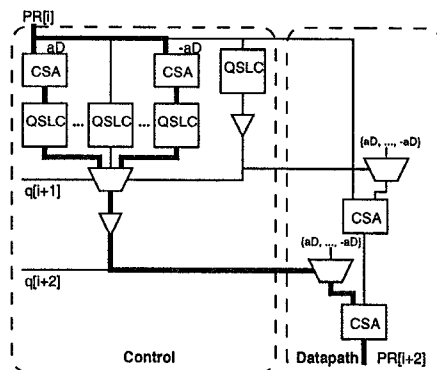 PR[i]
aD -aD
CSA CSA QSLC
QSLC ... QSLC ... QSLC
{aD, ..., -aD}
q[i+1]
CSA
{aD, ..., -aD}
q[i+2]
CSA
Control Datapath PR[i+2]